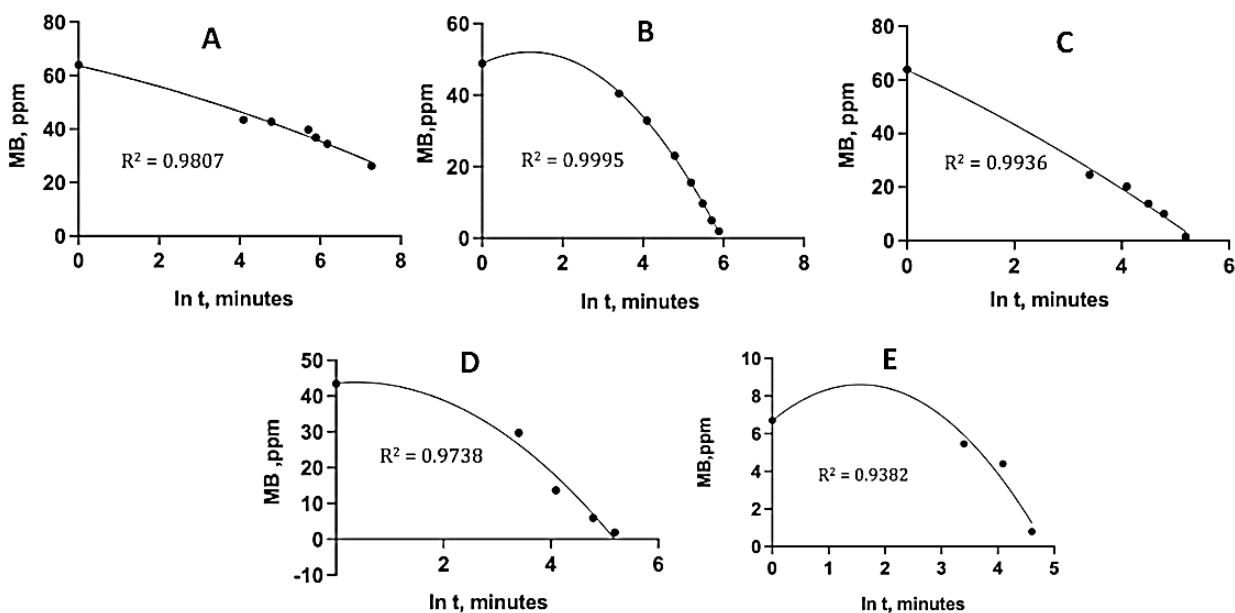 A
80
60
40
20
0
MB, ppm
R² = 0.9807
0 2 4 6 8
ln t, minutes
B
60
40
20
0
MB,ppm
R² = 0.9995
0 2 4 6 8
ln t, minutes
C
80
60
40
20
0
MB, ppm
R² = 0.9936
0 2 4 6
ln t, minutes
D
50
40
30
20
10
0
-10
MB ,ppm
R² = 0.9738
2 4 6
ln t, minutes
E
10
8
6
4
2
0
MB,ppm
R² = 0.9382
0 1 2 3 4 5
ln t, minutes